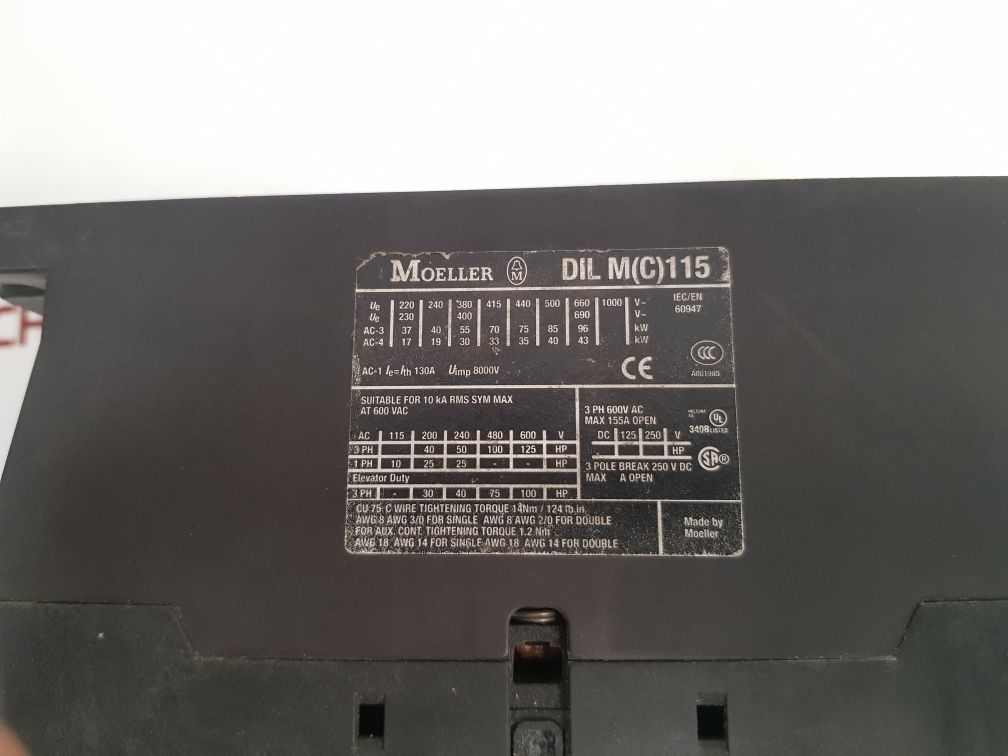 MOELLER DIL M(C)115
Ue 220 240 380 415 440 500 660 1000 V~ IEC/EN
Ue 230 400 690 V~ 60947
AC-3 37 40 55 70 75 85 96 kW
AC-4 17 19 30 33 35 40 43 kW
AC-1 Ie=Ith 130A Uimp 8000V CE CCC
A001985
SUITABLE FOR 10 kA RMS SYM MAX
AT 600 VAC
AC 115 200 240 480 600 V
3 PH 40 50 100 125 HP
1 PH 10 25 25 - - HP
Elevator Duty
3 PH - 30 40 75 100 HP
3 PH 600V AC
MAX 155A OPEN
UL
340B LISTED
DC 125 250 V
HP
3 POLE BREAK 250 V DC
MAX A OPEN
SA®
CU 75 C WIRE TIGHTENING TORQUE 14Nm / 124 lb.in.
AWG 8 AWG 3/0 FOR SINGLE AWG 8 AWG 2/0 FOR DOUBLE
FOR AUX. CONT. TIGHTENING TORQUE 1.2 Nm
AWG 18 AWG 14 FOR SINGLE AWG 18 AWG 14 FOR DOUBLE
Made by
Moeller
CH